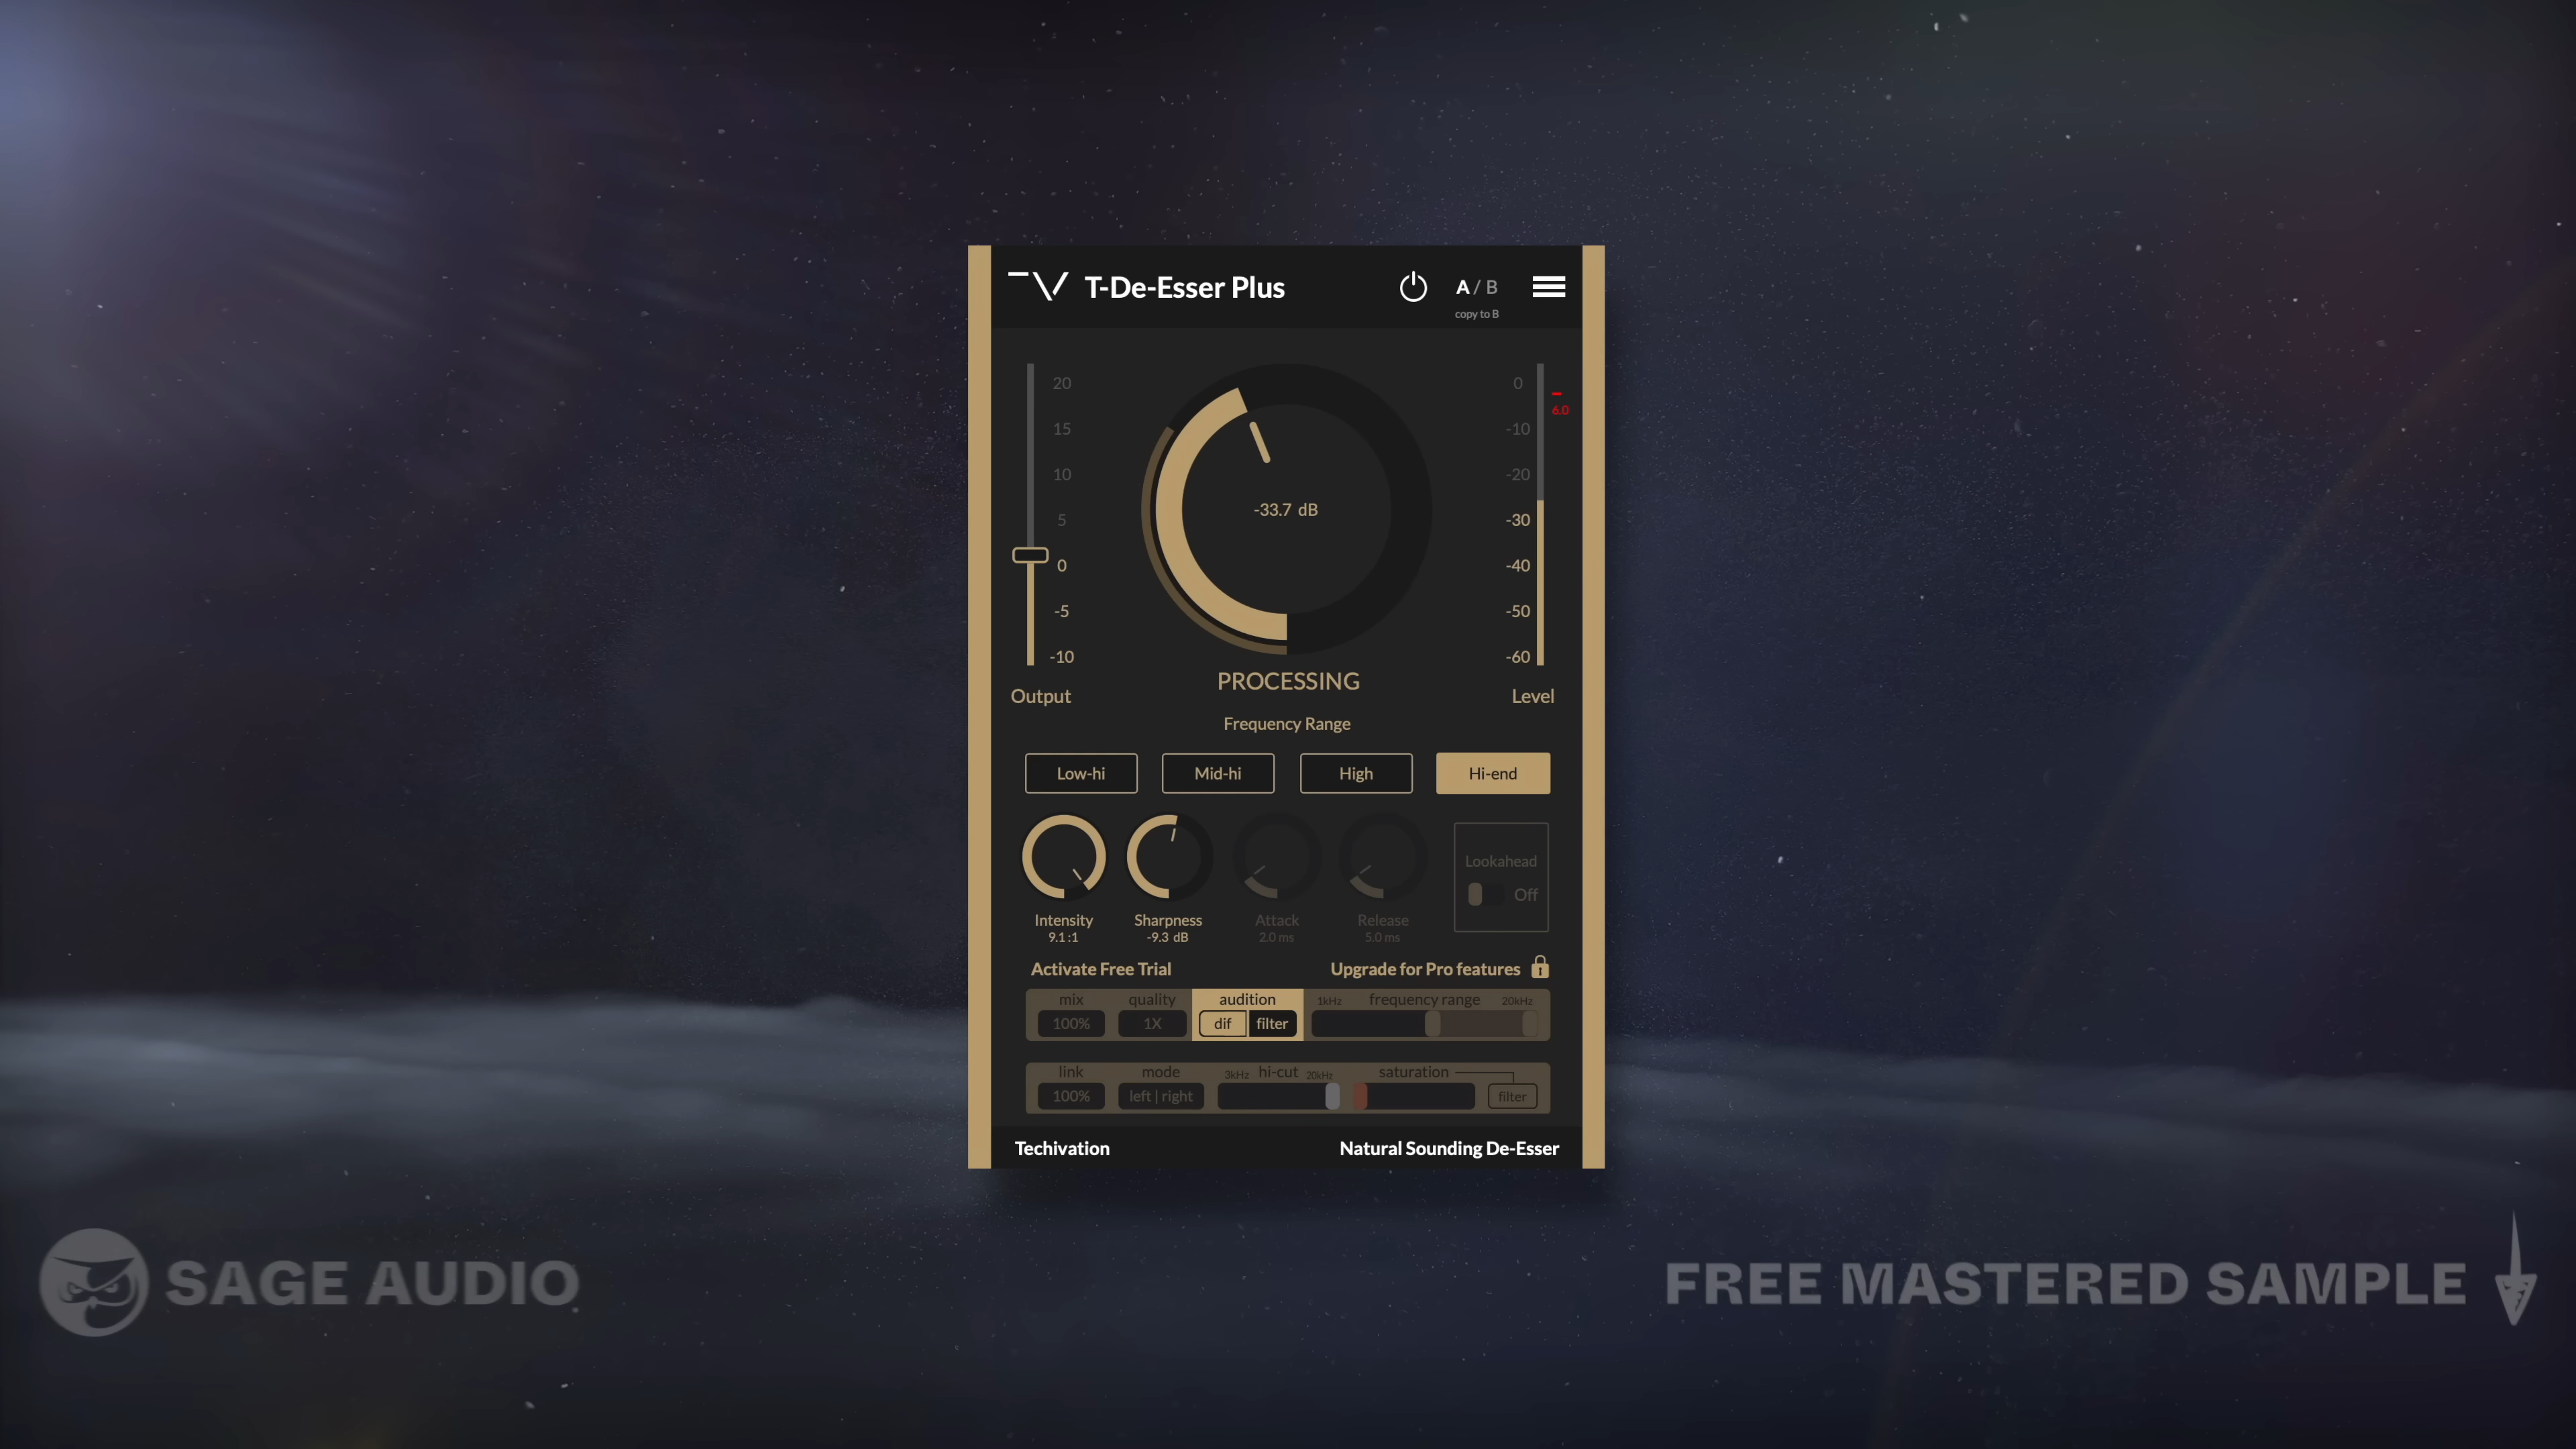 T-De-Esser Plus
A / B
copy to B
20
15
10
5
0
-5
-10
Output
-33.7 dB
PROCESSING
0
-10
-20
-30
-40
-50
-60
Level
6.0
Frequency Range
Low-hi Mid-hi High Hi-end
Intensity
9.1:1
Sharpness
-9.3 dB
Attack
2.0 ms
Release
5.0 ms
Lookahead
Off
Activate Free Trial Upgrade for Pro features
mix quality audition 1kHz frequency range 20kHz
100% 1X dif filter
link mode 3kHz hi-cut 20kHz saturation
100% left | right filter
Techivation Natural Sounding De-Esser
SAGE AUDIO FREE MASTERED SAMPLE